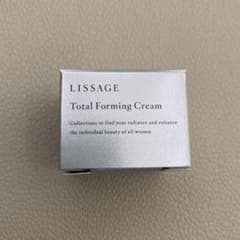 LISSAGE
Total Forming Cream
Collections to find your radiance and enhance
the individual beauty of all women